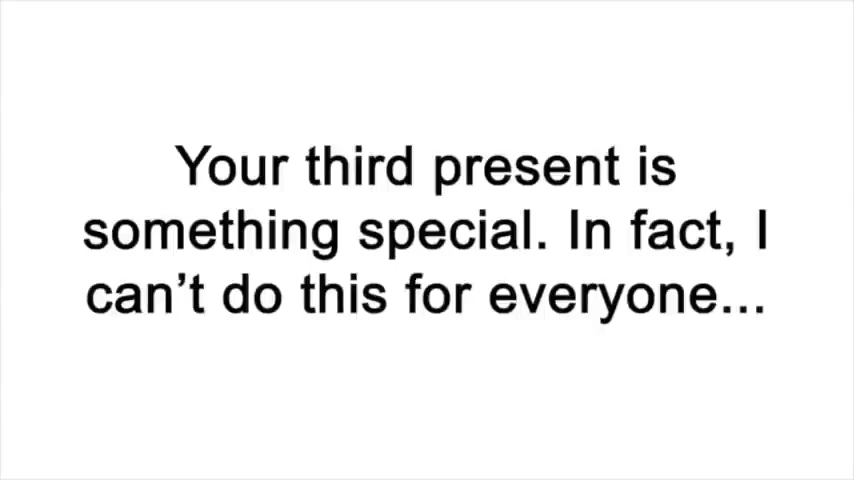 Your third present is
something special. In fact, I
can’t do this for everyone...